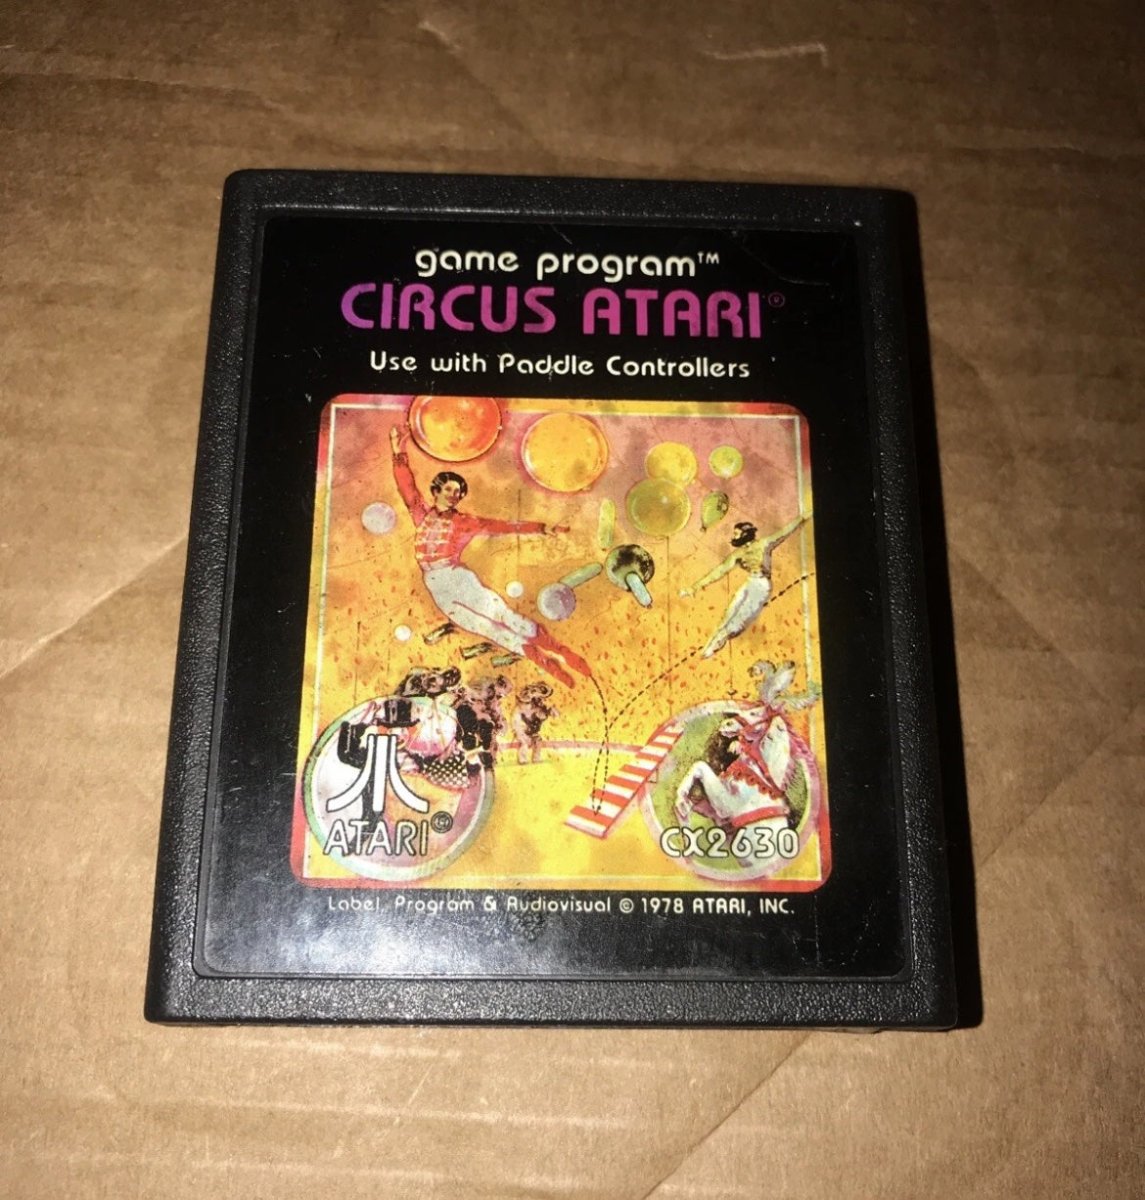 game program™
CIRCUS ATARI®
Use with Paddle Controllers
ATARI®
CX2630
Label, Program & Audiovisual © 1978 ATARI, INC.